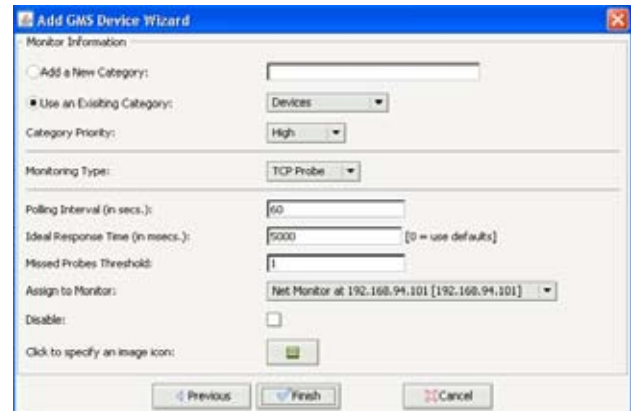 Add GMS Device Wizard
Monitor Information
Add a New Category:
Use an Exisiting Category: Devices
Category Priority: High
Monitoring Type: TCP Probe
Polling Interval (in secs.): 60
Ideal Response Time (in msecs.): 5000 [0 = use defaults]
Missed Probes Threshold: 1
Assign to Monitor: Net Monitor at 192.168.94.101 [192.168.94.101]
Disable:
Click to specify an image icon:
Previous Finish Cancel